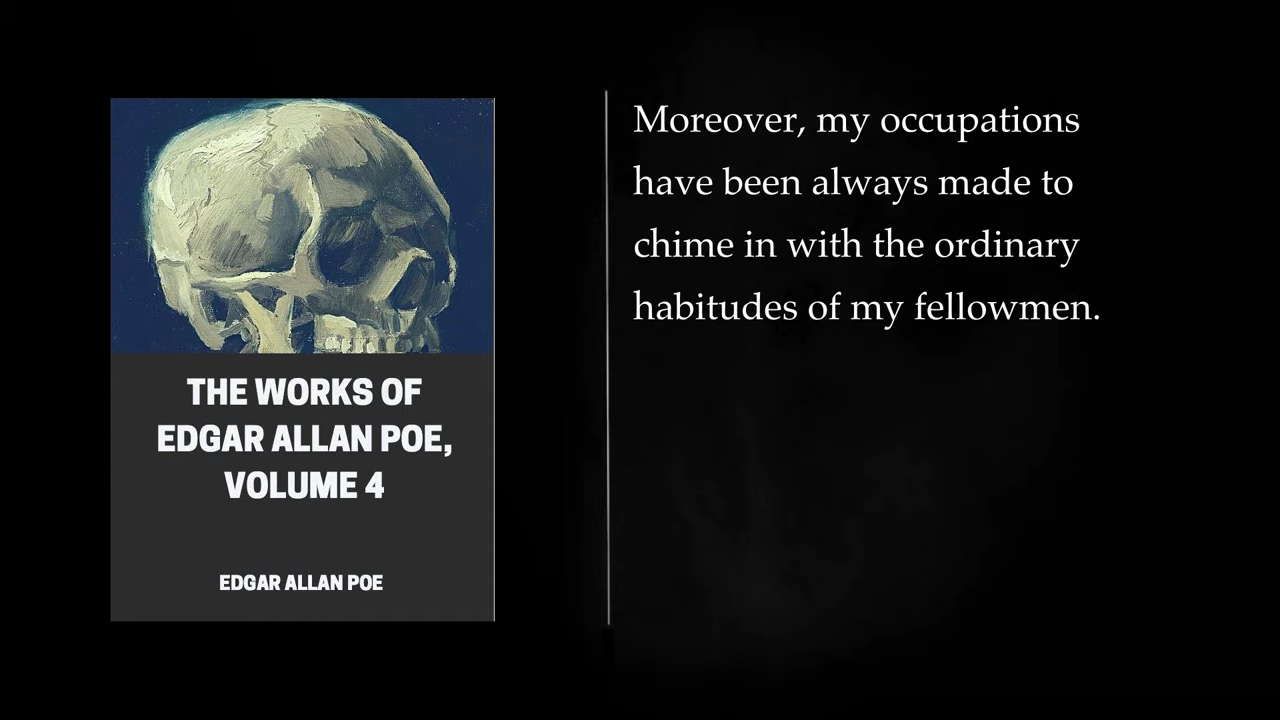 THE WORKS OF
EDGAR ALLAN POE,
VOLUME 4
EDGAR ALLAN POE
Moreover, my occupations
have been always made to
chime in with the ordinary
habitudes of my fellowmen.